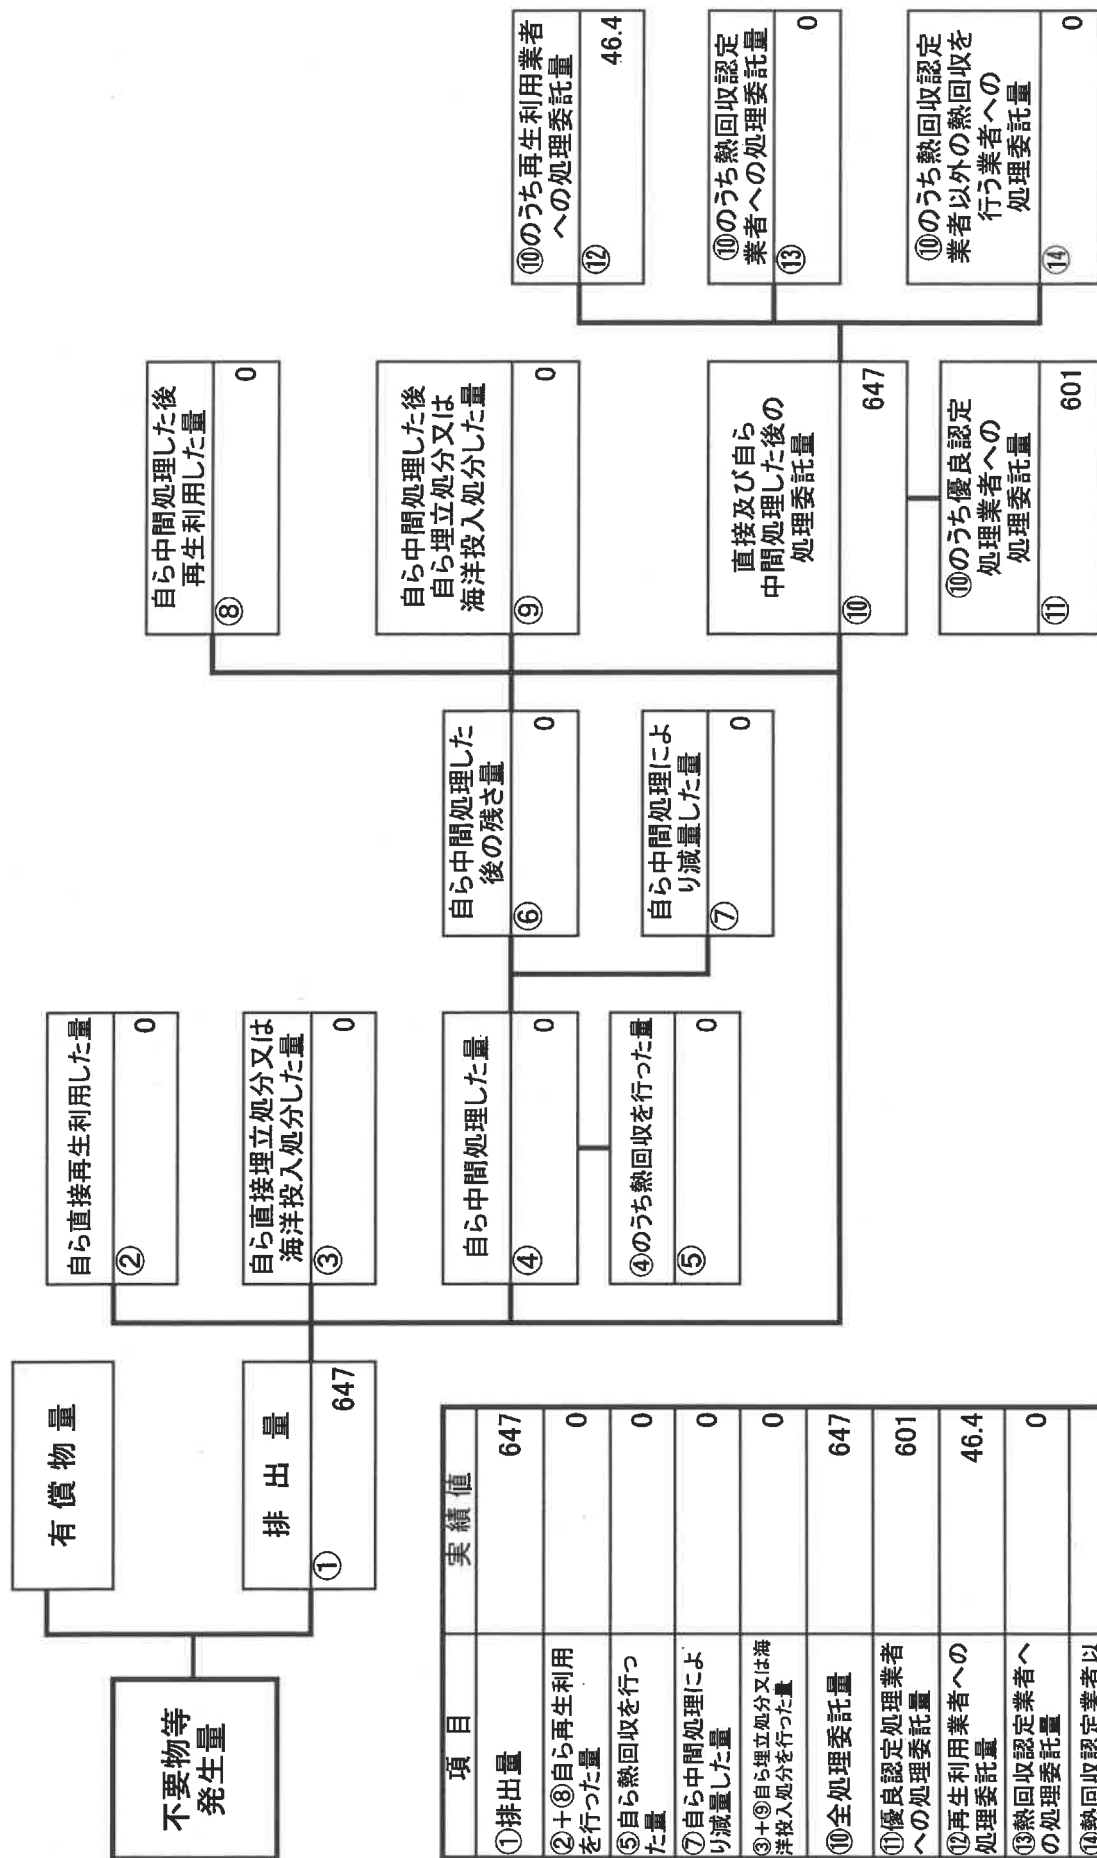 不要物等
発生量
有償物量
排出量
①
647
自ら直接再生利用した量
②
0
自ら直接埋立処分又は
海洋投入処分した量
③
0
自ら中間処理した量
④
0
④のうち熱回収を行った量
⑤
0
自ら中間処理した
後の残さ量
⑥
0
自ら中間処理によ
り減量した量
⑦
0
自ら中間処理した後
再生利用した量
⑧
0
自ら中間処理した後
自ら埋立処分又は
海洋投入処分した量
⑨
0
直接及び自ら
中間処理した後の
処理委託量
⑩
647
⑩のうち優良認定
処理業者への
処理委託量
⑪
601
⑩のうち再生利用業者
への処理委託量
⑫
46.4
⑩のうち熱回収認定
業者への処理委託量
⑬
0
⑩のうち熱回収認定
業者以外の熱回収を
行う業者への
処理委託量
⑭
0
項目 実績値
①排出量 647
②+⑧自ら再生利用
を行った量 0
⑤自ら熱回収を行っ
た量 0
⑦自ら中間処理によ
り減量した量 0
③+⑨自ら埋立処分又は海
洋投入処分を行った量 0
⑩全処理委託量 647
⑪優良認定処理業者
への処理委託量 601
⑫再生利用業者への
処理委託量 46.4
⑬熱回収認定業者へ
の処理委託量 0
⑭熱回収認定業者以